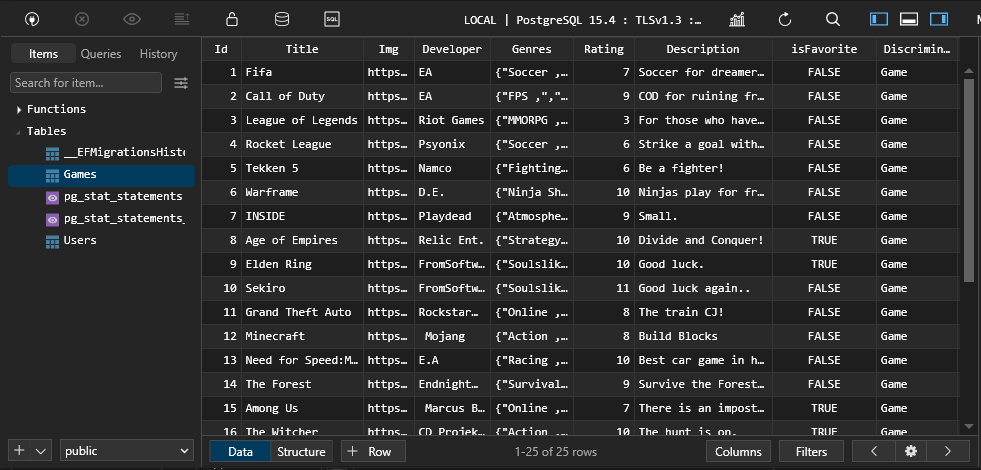 SQL LOCAL | PostgreSQL 15.4 : TLSv1.3 :...
Items Queries History
Search for item...
Functions
Tables
__EFMigrationsHisto
Games
pg_stat_statements
pg_stat_statements_
Users
public
Id Title Img Developer Genres Rating Description isFavorite Discrimin...
1 Fifa https... EA {"Soccer ,... 7 Soccer for dreamer... FALSE Game
2 Call of Duty https... EA {"FPS ,",".. 9 COD for ruining fr... FALSE Game
3 League of Legends https... Riot Games {"MMORPG ,... 3 For those who have... FALSE Game
4 Rocket League https... Psyonix {"Soccer ,... 6 Strike a goal with... FALSE Game
5 Tekken 5 https... Namco {"Fighting... 6 Be a fighter! FALSE Game
6 Warframe https... D.E. {"Ninja Sh... 10 Ninjas play for fr... FALSE Game
7 INSIDE https... Playdead {"Atmosphe... 9 Small. FALSE Game
8 Age of Empires https... Relic Ent. {"Strategy... 10 Divide and Conquer! TRUE Game
9 Elden Ring https... FromSoftw... {"Soulslik... 10 Good luck. TRUE Game
10 Sekiro https... FromSoftw... {"Soulslik... 11 Good luck again.. FALSE Game
11 Grand Theft Auto https... Rockstar... {"Online ,... 8 The train CJ! FALSE Game
12 Minecraft https... Mojang {"Action ,... 8 Build Blocks FALSE Game
13 Need for Speed:M... https... E.A {"Racing ,... 10 Best car game in h... FALSE Game
14 The Forest https... Endnight... {"Survival... 9 Survive the Forest... FALSE Game
15 Among Us https... Marcus B... {"Online ,... 7 There is an impost... TRUE Game
16 The Witcher https... CD Projek... {"Action ,... 10 The hunt is on. TRUE Game
Data Structure + Row 1-25 of 25 rows Columns Filters